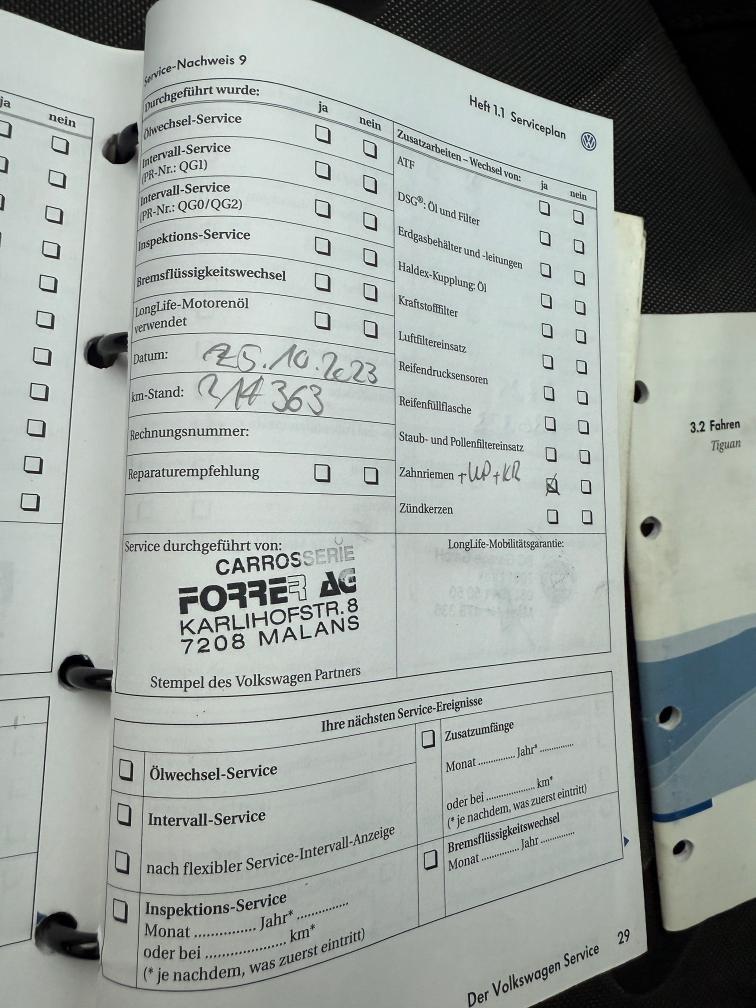 ja
nein
Service-Nachweis 9
Heft 1.1 Serviceplan
Durchgeführt wurde:
ja
nein
Ölwechsel-Service
Intervall-Service
(PR-Nr.: QG1)
Intervall-Service
(PR-Nr.: QG0/QG2)
Inspektions-Service
Bremsflüssigkeitswechsel
LongLife-Motorenöl
verwendet
Datum: 25.10.2023
km-Stand: 363
Rechnungsnummer:
Reparaturempfehlung
Zusatzarbeiten – Wechsel von:
ja
nein
ATF
DSG®: Öl und Filter
Erdgasbehälter und -leitungen
Haldex-Kupplung: Öl
Kraftstofffilter
Luftfiltereinsatz
Reifendrucksensoren
Reifenfüllflasche
Staub- und Pollenfiltereinsatz
Zahnriemen +WP+KR
Zündkerzen
Service durchgeführt von:
CARROSSERIE
FORRER AG
KARLIHOFSTR. 8
7208 MALANS
Stempel des Volkswagen Partners
LongLife-Mobilitätsgarantie:
Ihre nächsten Service-Ereignisse
Ölwechsel-Service
Intervall-Service
nach flexibler Service-Intervall-Anzeige
Inspektions-Service
Monat ............... Jahr* ...............
oder bei .................... km*
(* je nachdem, was zuerst eintritt)
Zusatzumfänge
Monat .............. Jahr* ..............
oder bei .................. km*
(* je nachdem, was zuerst eintritt)
Bremsflüssigkeitswechsel
Monat .............. Jahr ..............
Der Volkswagen Service 29
3.2 Fahren
Tiguan